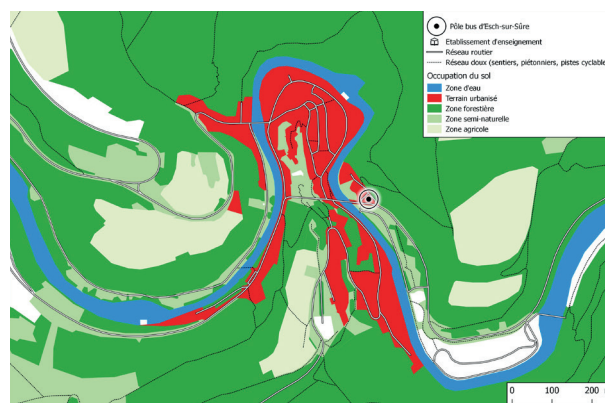 Pôle bus d'Esch-sur-Sûre
Etablissement d'enseignement
Réseau routier
Réseau doux (sentiers, piétonniers, pistes cyclable
Occupation du sol
Zone d'eau
Terrain urbanisé
Zone forestière
Zone semi-naturelle
Zone agricole
0 100 200